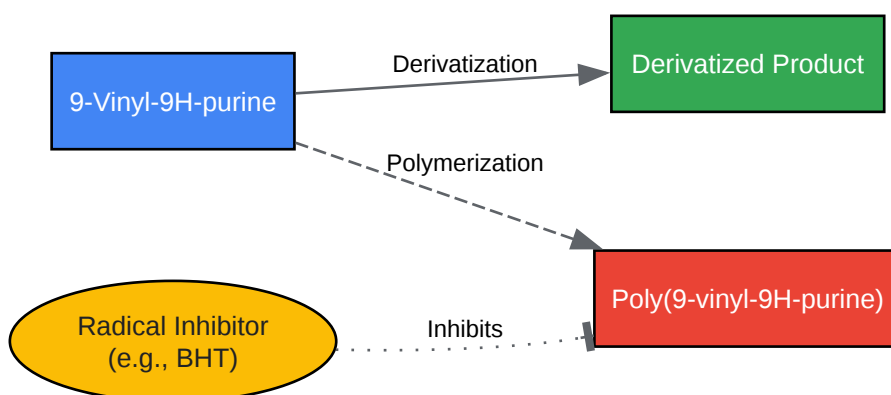 Derivatization
Derivatized Product
9-Vinyl-9H-purine
Polymerization
Poly(9-vinyl-9H-purine)
Radical Inhibitor
(e.g., BHT)
Inhibits